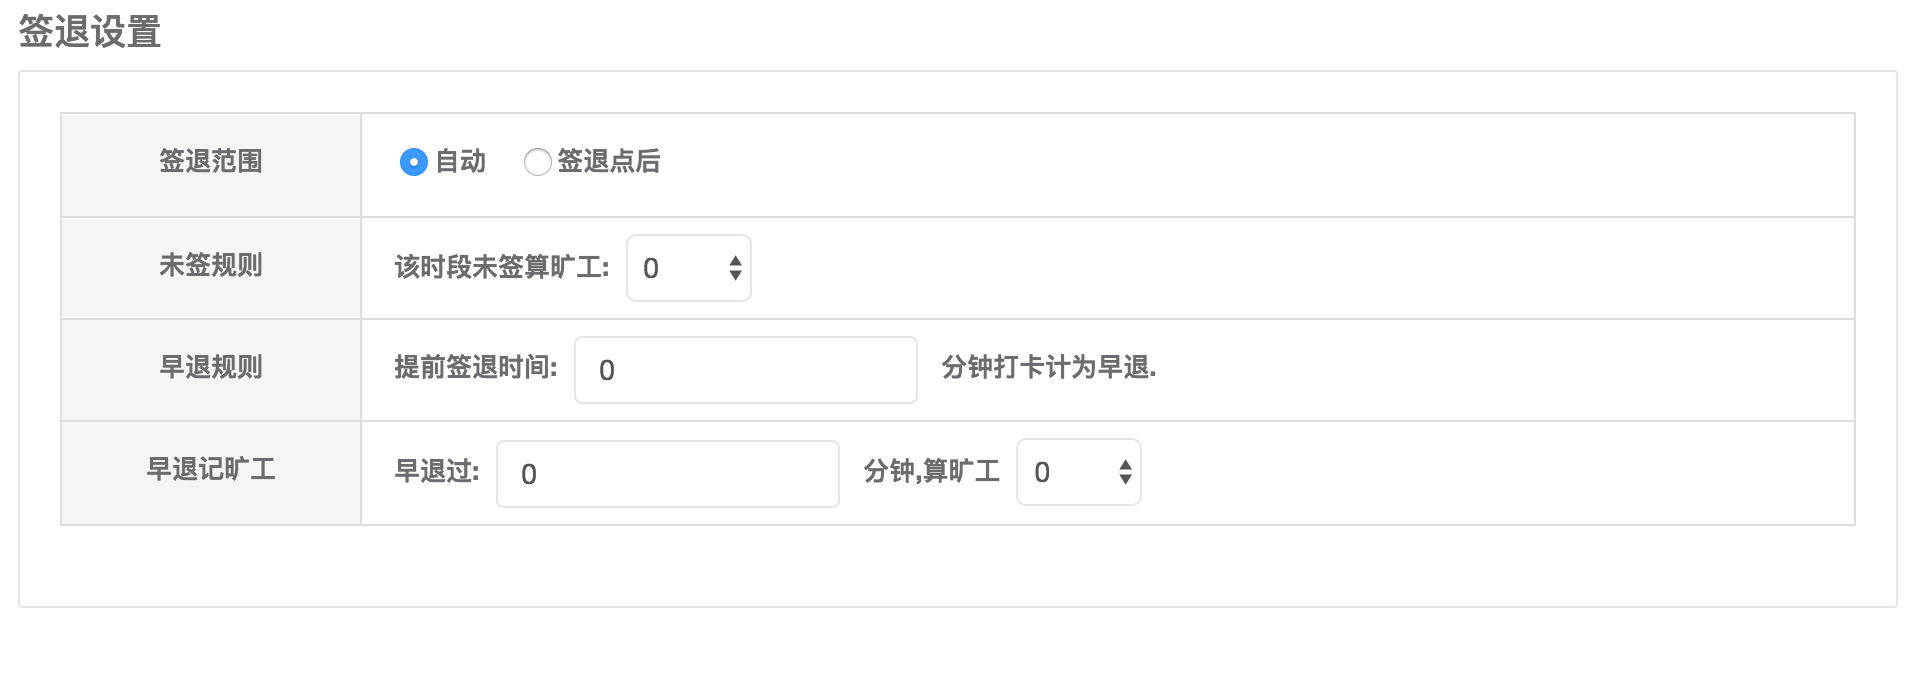 签退设置
签退范围 自动 签退点后
未签规则 该时段未签算旷工: 0
早退规则 提前签退时间: 0 分钟打卡计为早退.
早退记旷工 早退过: 0 分钟,算旷工 0